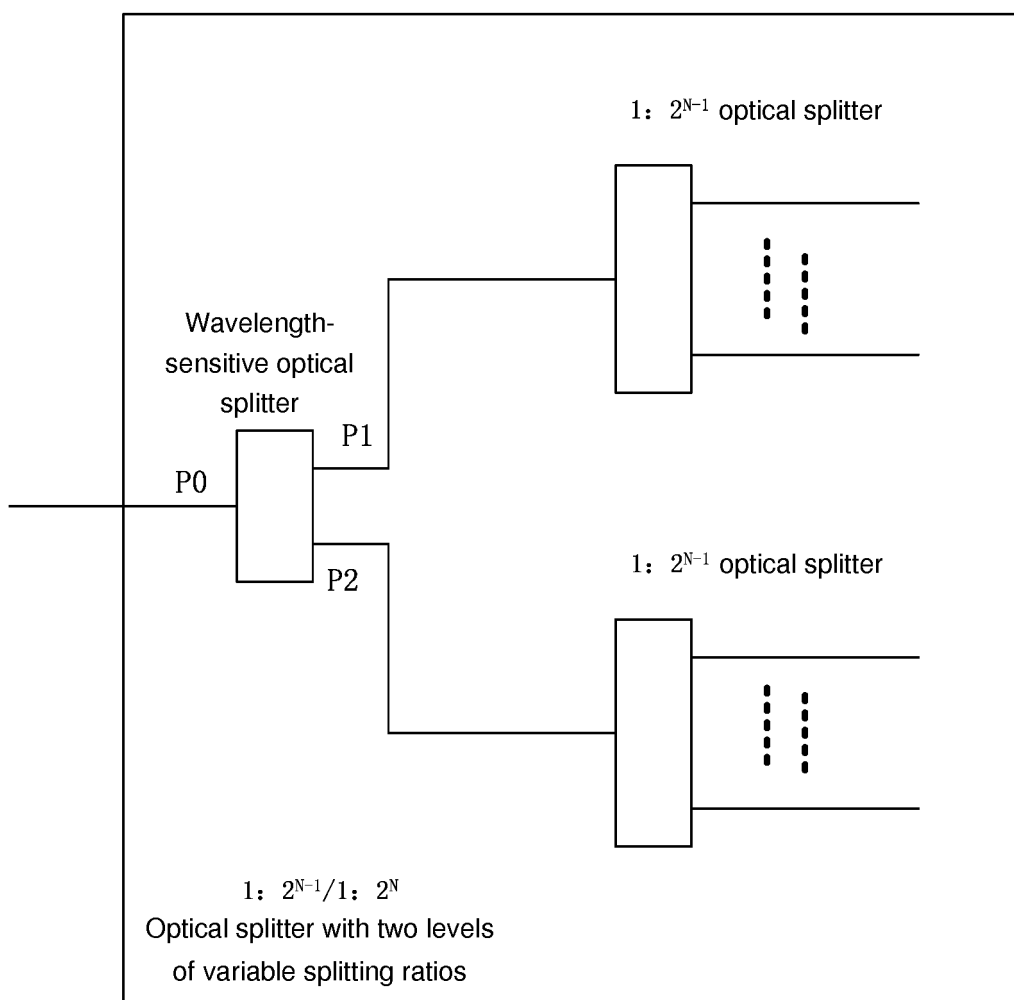 1: 2^{N-1} optical splitter
Wavelength-
sensitive optical
splitter
P1
P0
P2
1: 2^{N-1} optical splitter
1: 2^{N-1}/1: 2^{N}
Optical splitter with two levels
of variable splitting ratios